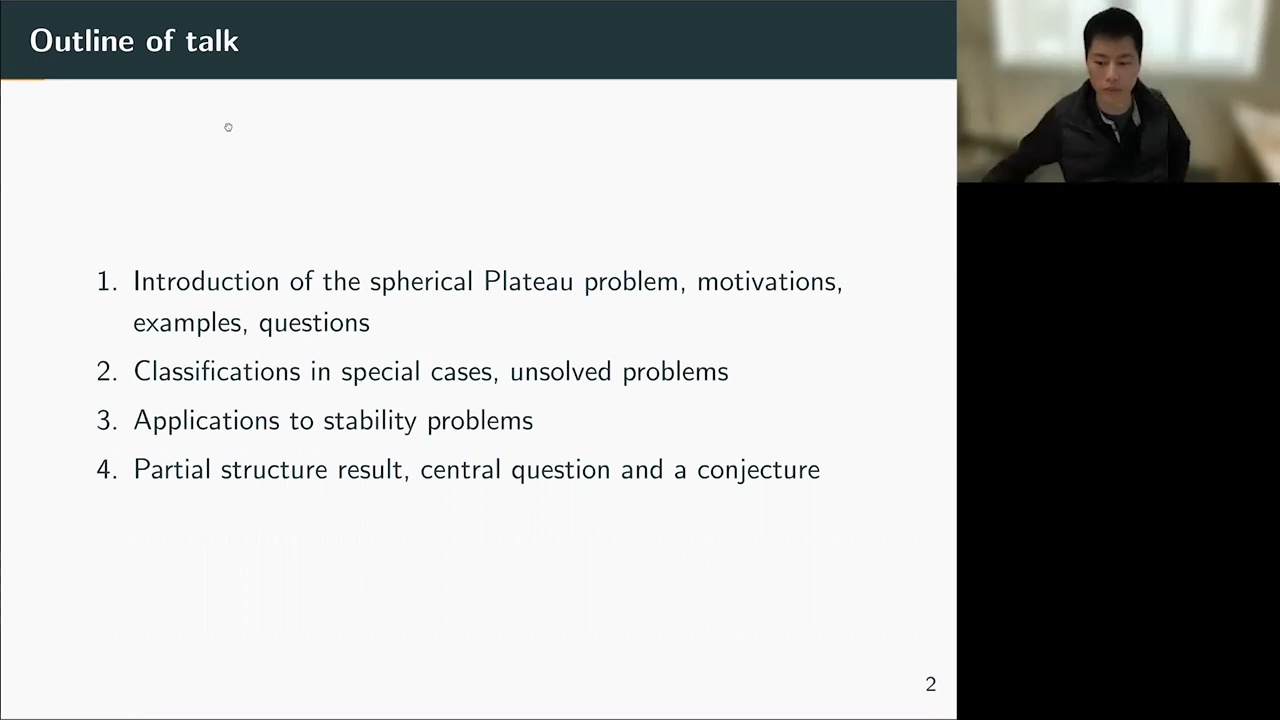 Outline of talk
1. Introduction of the spherical Plateau problem, motivations,
examples, questions
2. Classifications in special cases, unsolved problems
3. Applications to stability problems
4. Partial structure result, central question and a conjecture
2